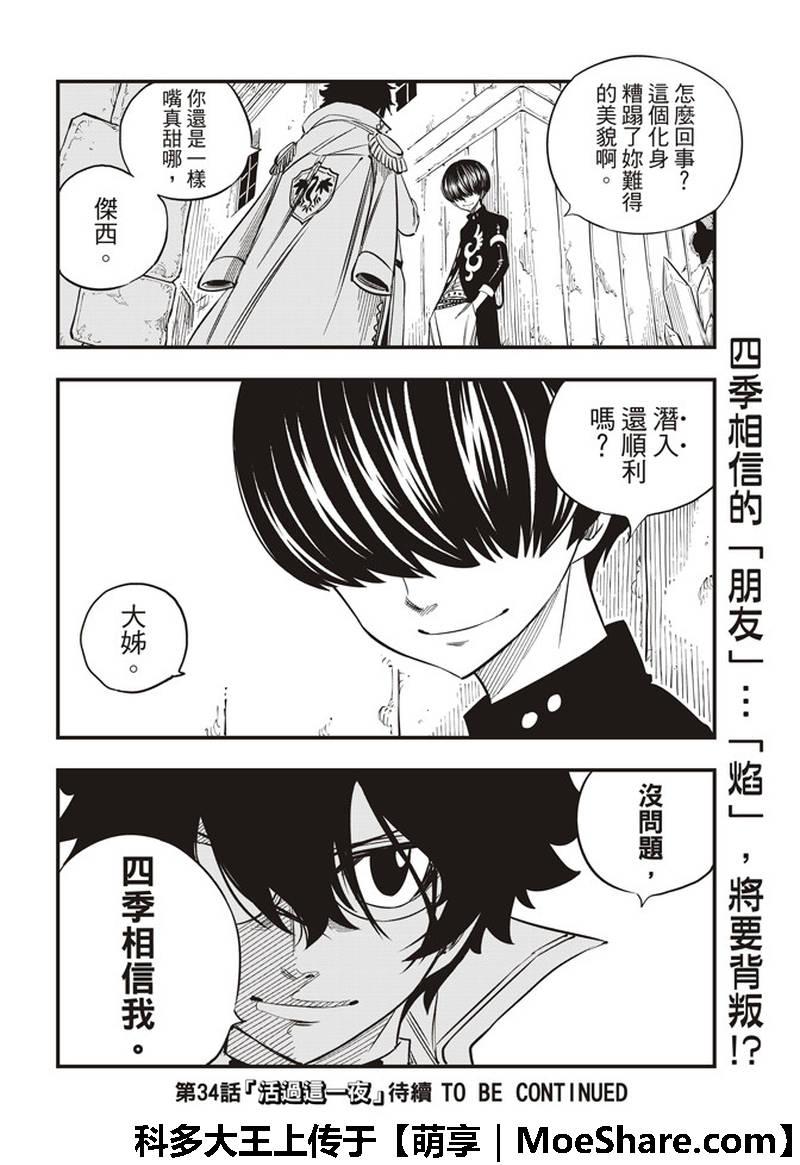 怎麼回事?
這個化身
糟蹋了妳難得
的美貌啊。
你還是一樣
嘴真甜哪，
傑西。
潛入
還順利
嗎?
大姊。
沒問題，
四季相信我。
四季相信的「朋友」…「焰」，將要背叛!?
第34話「活過這一夜」待續 TO BE CONTINUED
科多大王上传于【萌享 | MoeShare.com】